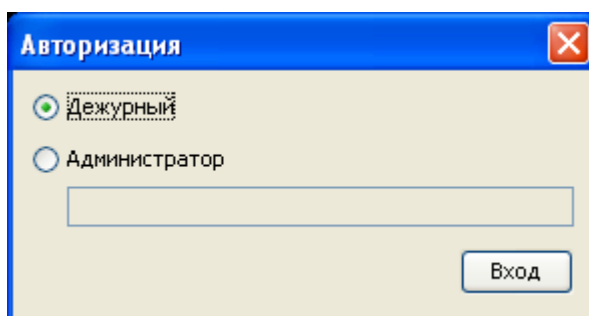 Авторизация
Дежурный
Администратор
Вход